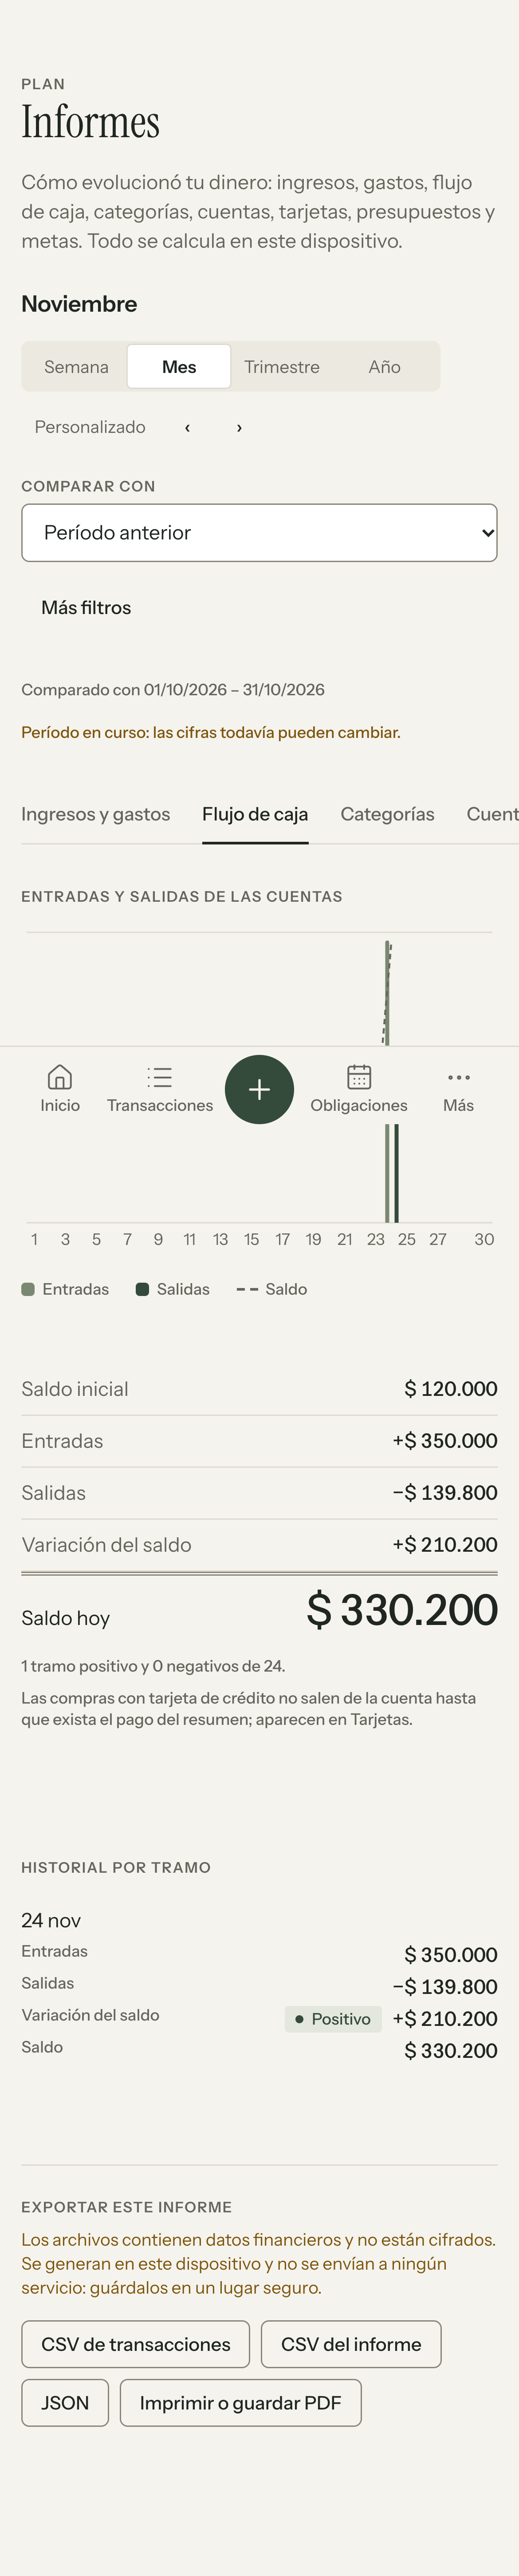 PLAN
Informes
Cómo evolucionó tu dinero: ingresos, gastos, flujo
de caja, categorías, cuentas, tarjetas, presupuestos y
metas. Todo se calcula en este dispositivo.
Noviembre
Semana Mes Trimestre Año
Personalizado ‹ ›
COMPARAR CON
Período anterior
Más filtros
Comparado con 01/10/2026 – 31/10/2026
Período en curso: las cifras todavía pueden cambiar.
Ingresos y gastos Flujo de caja Categorías Cuent
ENTRADAS Y SALIDAS DE LAS CUENTAS
Inicio Transacciones + Obligaciones Más
1 3 5 7 9 11 13 15 17 19 21 23 25 27 30
Entradas Salidas Saldo
Saldo inicial $ 120.000
Entradas +$ 350.000
Salidas −$ 139.800
Variación del saldo +$ 210.200
Saldo hoy $ 330.200
1 tramo positivo y 0 negativos de 24.
Las compras con tarjeta de crédito no salen de la cuenta hasta
que exista el pago del resumen; aparecen en Tarjetas.
HISTORIAL POR TRAMO
24 nov
Entradas $ 350.000
Salidas −$ 139.800
Variación del saldo Positivo +$ 210.200
Saldo $ 330.200
EXPORTAR ESTE INFORME
Los archivos contienen datos financieros y no están cifrados.
Se generan en este dispositivo y no se envían a ningún
servicio: guárdalos en un lugar seguro.
CSV de transacciones CSV del informe
JSON Imprimir o guardar PDF